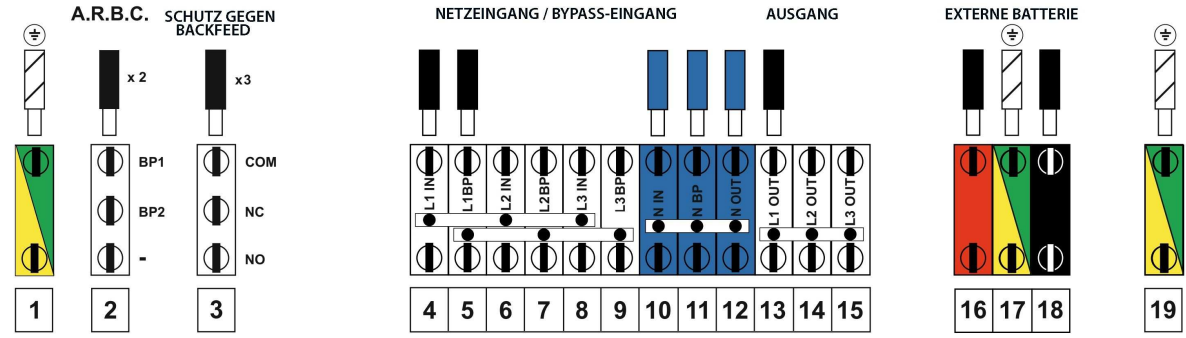 A.R.B.C.
SCHUTZ GEGEN
BACKFEED
NETZEINGANG / BYPASS-EINGANG
AUSGANG
EXTERNE BATTERIE
x 2
x3
BP1
BP2
-
COM
NC
NO
L1 IN
L1BP
L2 IN
L2BP
L3 IN
L3BP
N IN
N BP
N OUT
L1 OUT
L2 OUT
L3 OUT
1
2
3
4
5
6
7
8
9
10
11
12
13
14
15
16
17
18
19